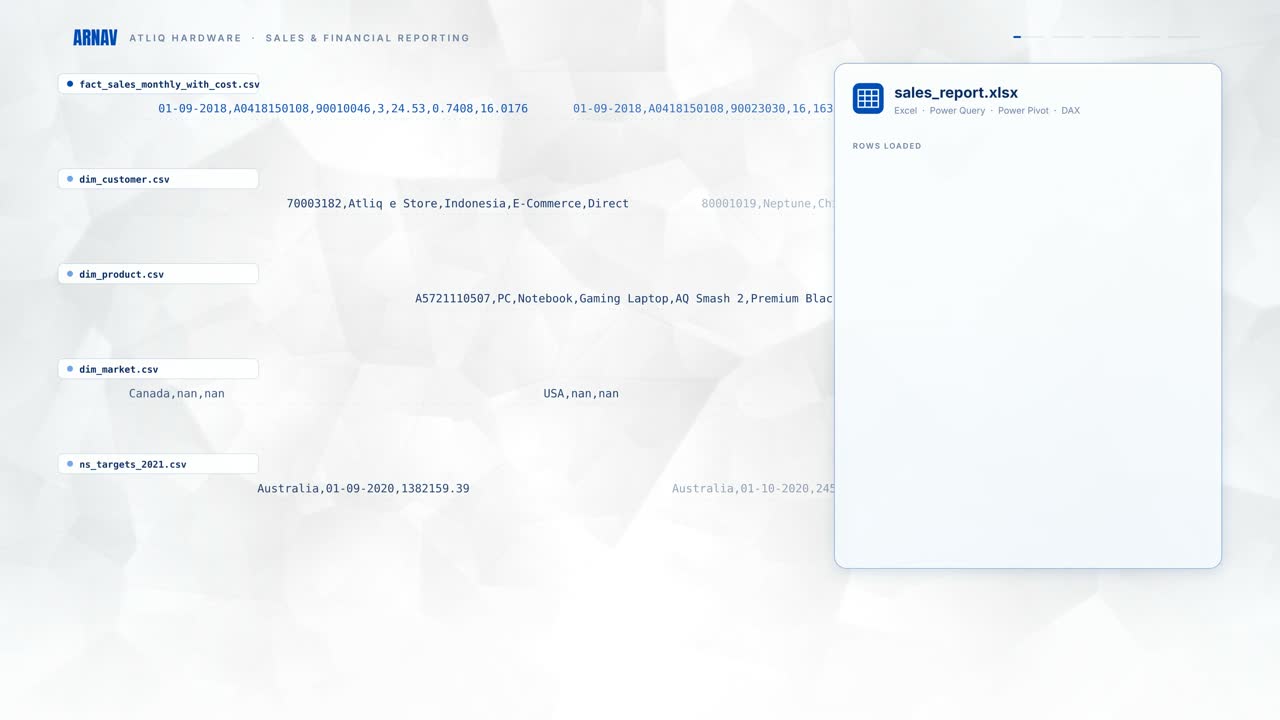 ARNAV ATLIQ HARDWARE · SALES & FINANCIAL REPORTING
fact_sales_monthly_with_cost.csv
01-09-2018,A0418150108,90010046,3,24.53,0.7408,16.0176 01-09-2018,A0418150108,90023030,16,163
dim_customer.csv
70003182,Atliq e Store,Indonesia,E-Commerce,Direct 80001019,Neptune,Chi
dim_product.csv
A5721110507,PC,Notebook,Gaming Laptop,AQ Smash 2,Premium Blac
dim_market.csv
Canada,nan,nan USA,nan,nan
ns_targets_2021.csv
Australia,01-09-2020,1382159.39 Australia,01-10-2020,245
sales_report.xlsx
Excel · Power Query · Power Pivot · DAX
ROWS LOADED